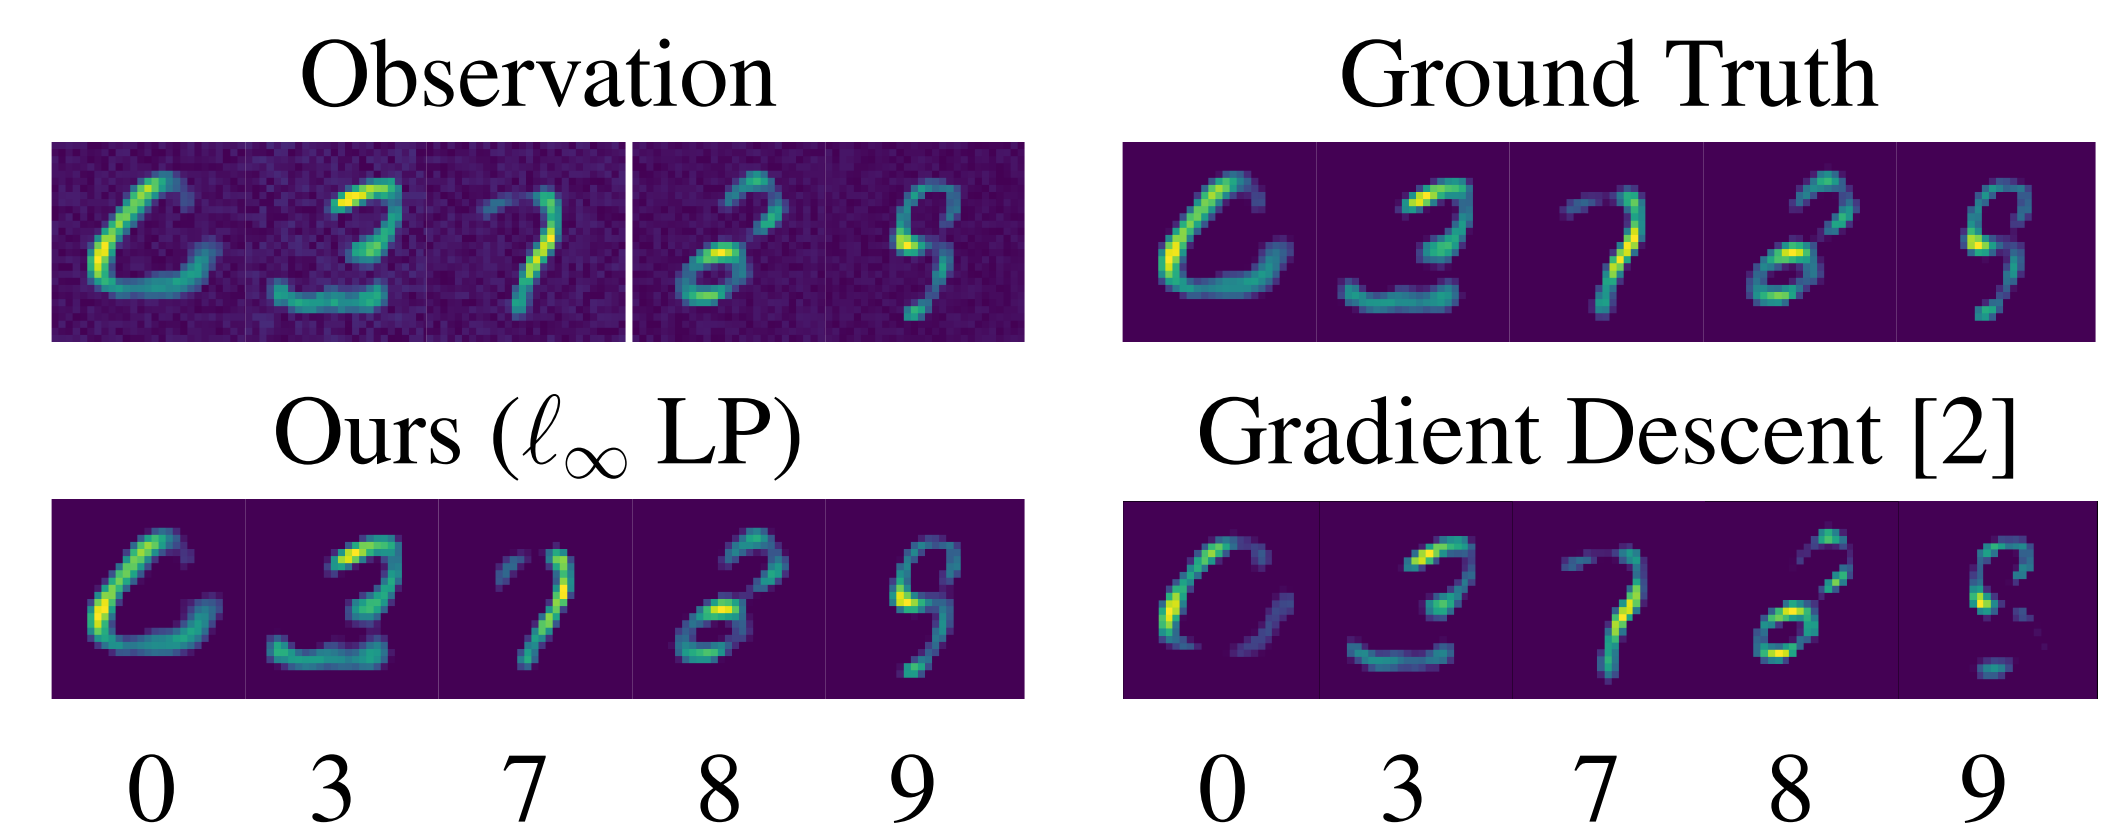 Observation
Ground Truth
Ours (ℓ∞ LP)
Gradient Descent [2]
0 3 7 8 9
0 3 7 8 9